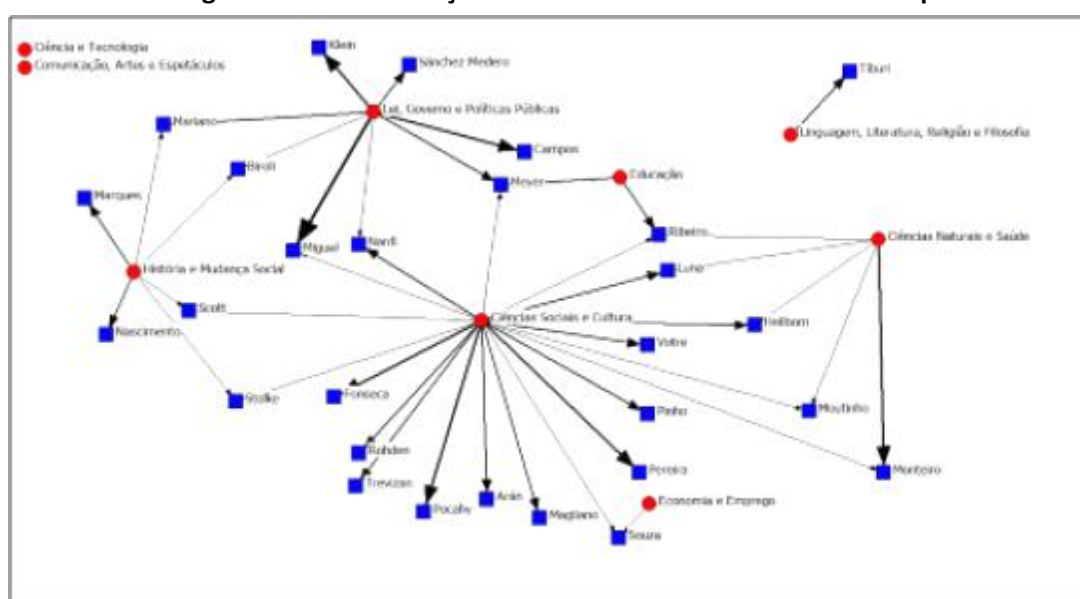 Ciência e Tecnologia
Comunicação, Artes e Espetáculos
Klein
Sánchez Medero
Tiburi
Lei, Governo e Políticas Públicas
Mariano
Linguagem, Literatura, Religião e Filosofia
Campos
Biroli
Meyer
Educação
Marques
Ribeiro
Ciências Naturais e Saúde
Miguel
Nardi
História e Mudança Social
Scott
Ciências Sociais e Cultura
Heilborn
Nascimento
Votre
Fonseca
Stolke
Pinho
Moutinho
Rohden
Pereira
Monteiro
Trevizan
Pocahy
Arán
Magliano
Economia e Emprego
Souza